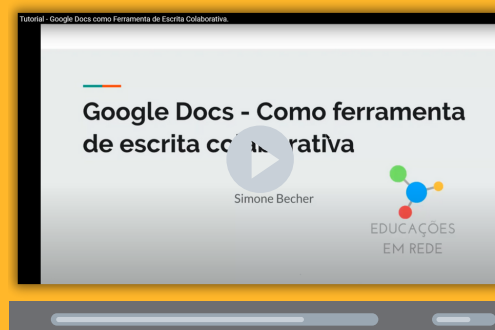 Tutorial - Google Docs como Ferramenta de Escrita Colaborativa.
Google Docs - Como ferramenta
de escrita colaborativa
Simone Becher
EDUCAÇÕES
EM REDE